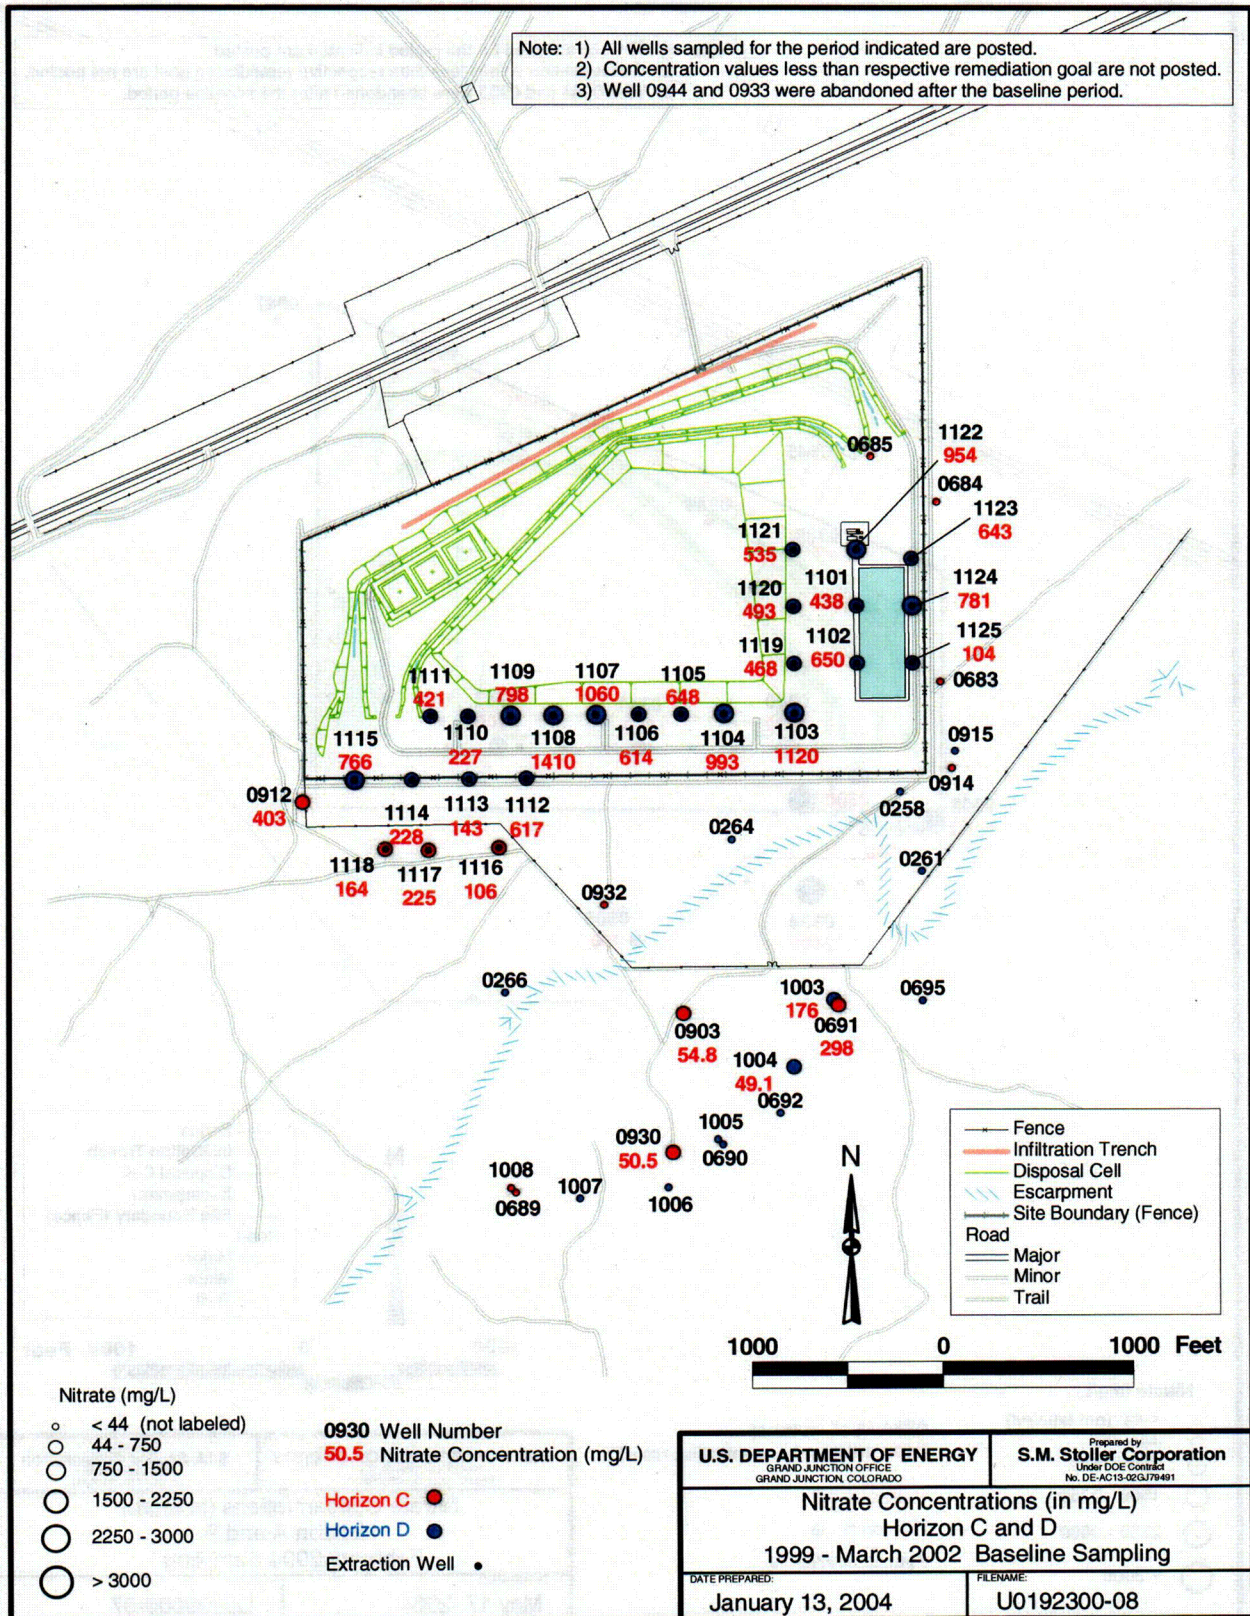 Note: 1) All wells sampled for the period indicated are posted.
2) Concentration values less than respective remediation goal are not posted.
3) Well 0944 and 0933 were abandoned after the baseline period.
0685
1122
954
0684
1123
643
1121
535
1101
438
1124
781
1120
493
1102
650
1125
104
1119
468
0683
1111
421
1109
798
1107
1060
1105
648
1115
766
1110
227
1108
1410
1106
614
1104
993
1103
1120
0915
0914
0912
403
1114
228
1113
143
1112
617
0258
0264
0261
1118
164
1117
225
1116
106
0932
0266
1003
176
0695
0903
54.8
0691
298
1004
49.1
0692
1005
0690
0930
50.5
1008
0689
1007
1006
N
Fence
Infiltration Trench
Disposal Cell
Escarpment
Site Boundary (Fence)
Road
Major
Minor
Trail
1000 0 1000 Feet
Nitrate (mg/L)
< 44 (not labeled)
44 - 750
750 - 1500
1500 - 2250
2250 - 3000
> 3000
0930 Well Number
50.5 Nitrate Concentration (mg/L)
Horizon C
Horizon D
Extraction Well
U.S. DEPARTMENT OF ENERGY
GRAND JUNCTION OFFICE
GRAND JUNCTION, COLORADO
Prepared by
S.M. Stoller Corporation
Under DOE Contract
No. DE-AC13-02GJ79491
Nitrate Concentrations (in mg/L)
Horizon C and D
1999 - March 2002 Baseline Sampling
DATE PREPARED:
January 13, 2004
FILENAME:
U0192300-08